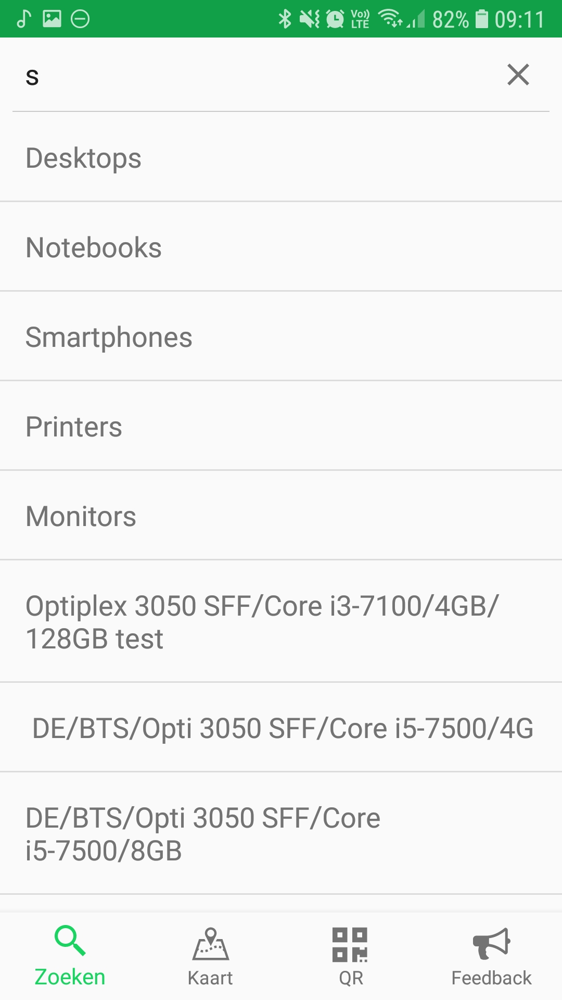 Vo)) LTE 82% 09:11
s
Desktops
Notebooks
Smartphones
Printers
Monitors
Optiplex 3050 SFF/Core i3-7100/4GB/
128GB test
DE/BTS/Opti 3050 SFF/Core i5-7500/4G
DE/BTS/Opti 3050 SFF/Core
i5-7500/8GB
Zoeken Kaart QR Feedback